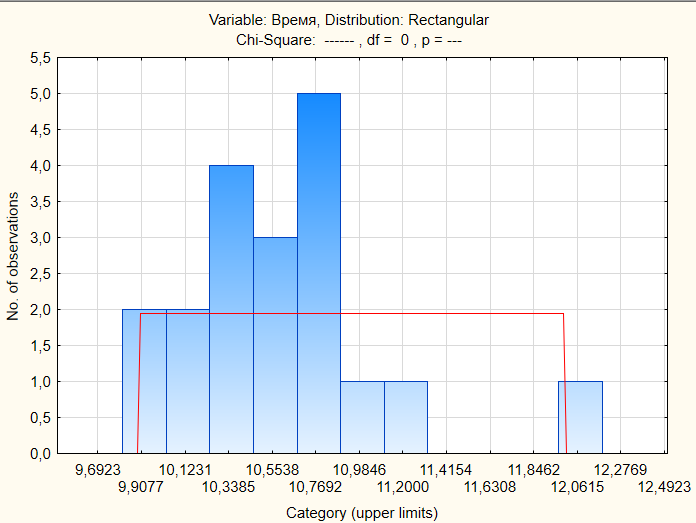 Variable: Время, Distribution: Rectangular
Chi-Square: ------ , df = 0 , p = ---
5,5
5,0
4,5
4,0
3,5
3,0
2,5
2,0
1,5
1,0
0,5
0,0
No. of observations
9,6923 10,1231 10,5538 10,9846 11,4154 11,8462 12,2769
9,9077 10,3385 10,7692 11,2000 11,6308 12,0615 12,4923
Category (upper limits)